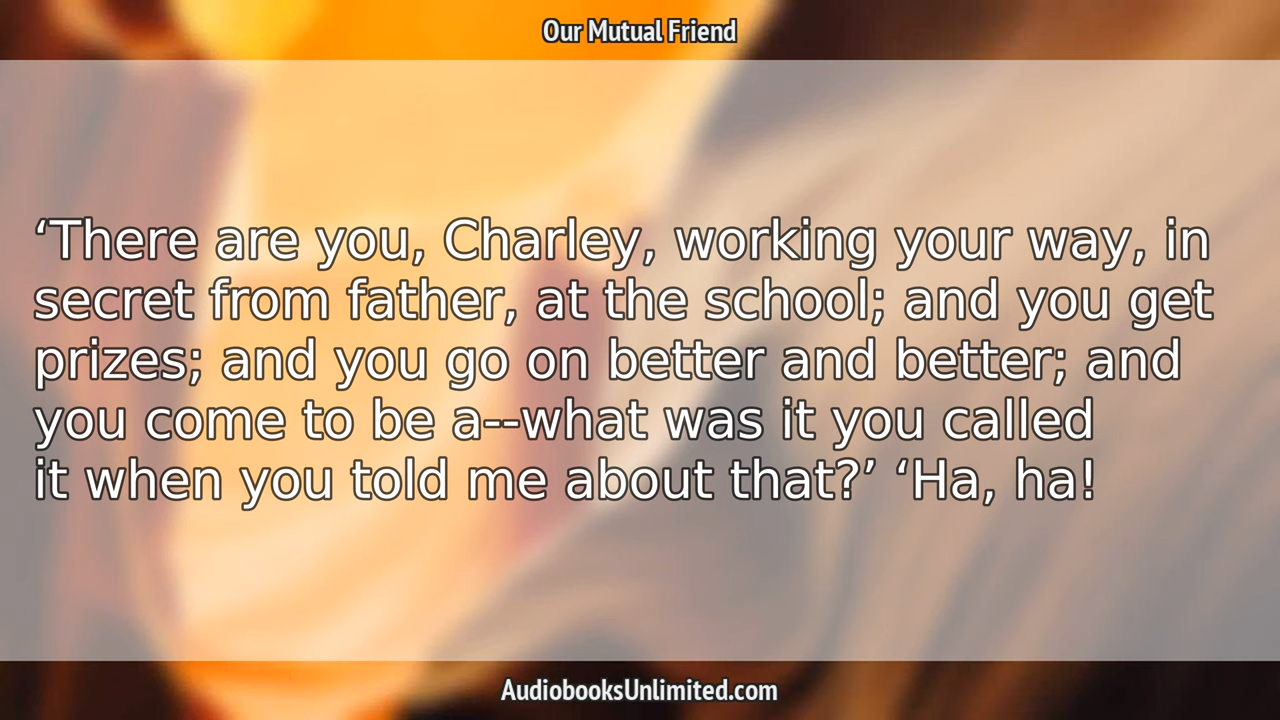 Our Mutual Friend
‘There are you, Charley, working your way, in
secret from father, at the school; and you get
prizes; and you go on better and better; and
you come to be a--what was it you called
it when you told me about that?’ ‘Ha, ha!
AudiobooksUnlimited.com